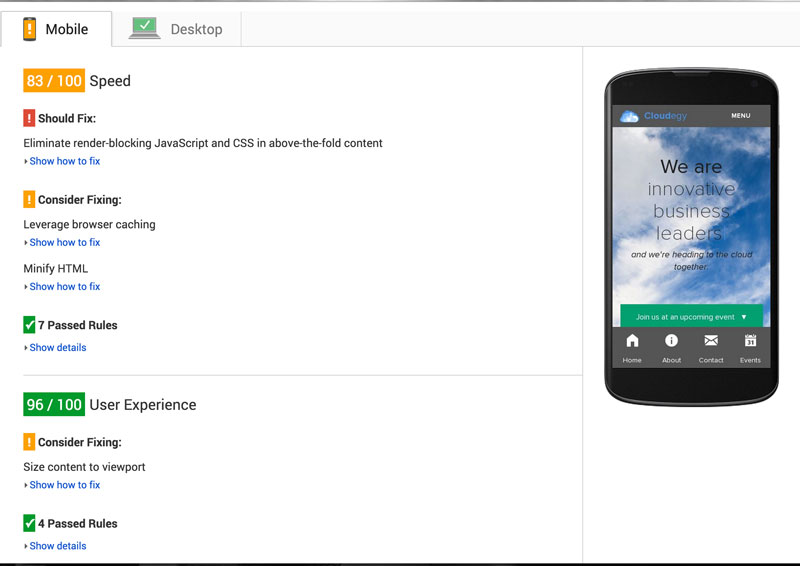 Mobile
Desktop
83 / 100 Speed
! Should Fix:
Eliminate render-blocking JavaScript and CSS in above-the-fold content
Show how to fix
! Consider Fixing:
Leverage browser caching
Show how to fix
Minify HTML
Show how to fix
7 Passed Rules
Show details
96 / 100 User Experience
! Consider Fixing:
Size content to viewport
Show how to fix
4 Passed Rules
Show details
Cloudegy MENU
We are
innovative
business
leaders
and we're heading to the cloud
together.
Join us at an upcoming event
31
Home About Contact Events